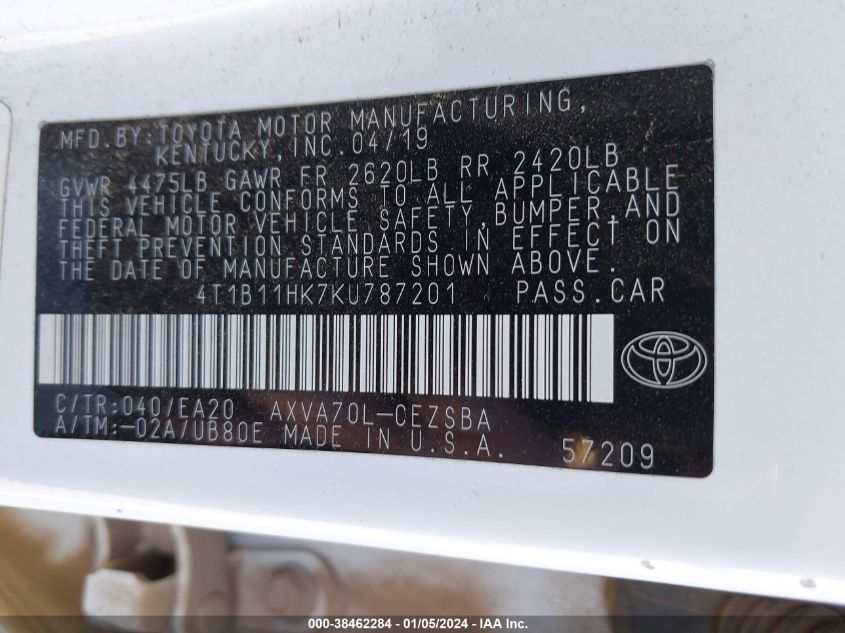 MFD.BY:TOYOTA MOTOR MANUFACTURING,
KENTUCKY,INC.04/19
GVWR 4475LB GAWR FR 2620LB RR 2420LB
THIS VEHICLE CONFORMS TO ALL APPLICABLE
FEDERAL MOTOR VEHICLE SAFETY,BUMPER,AND
THEFT PREVENTION STANDARDS IN EFFECT ON
THE DATE OF MANUFACTURE SHOWN ABOVE.
4T1B11HK7KU787201 PASS.CAR
C/TR:040/EA20 AXVA70L-CEZSBA
A/TM:-02A/UB80E MADE IN U.S.A. 57209
000-38462284 - 01/05/2024 - IAA Inc.